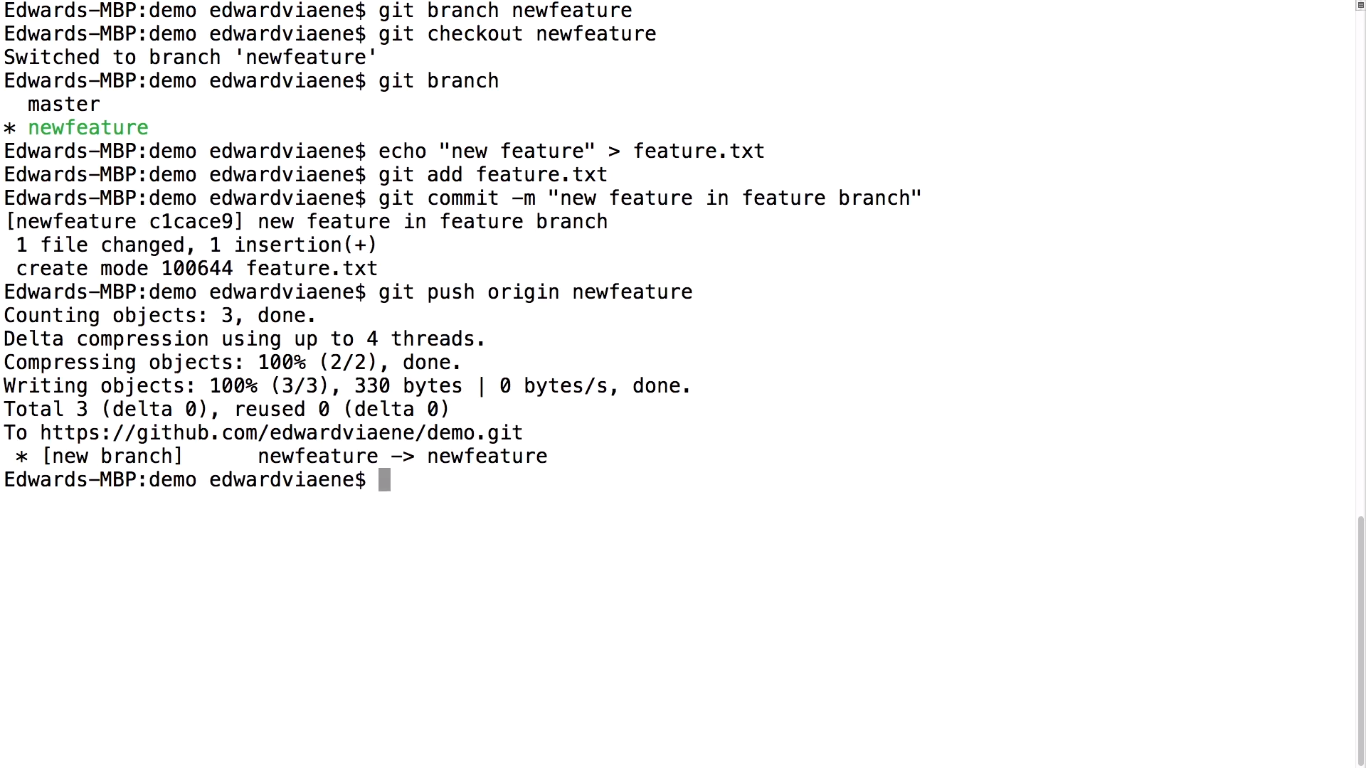 Edwards-MBP:demo edwardviaene$ git branch newfeature
Edwards-MBP:demo edwardviaene$ git checkout newfeature
Switched to branch 'newfeature'
Edwards-MBP:demo edwardviaene$ git branch
  master
* newfeature
Edwards-MBP:demo edwardviaene$ echo "new feature" > feature.txt
Edwards-MBP:demo edwardviaene$ git add feature.txt
Edwards-MBP:demo edwardviaene$ git commit -m "new feature in feature branch"
[newfeature c1cace9] new feature in feature branch
 1 file changed, 1 insertion(+)
 create mode 100644 feature.txt
Edwards-MBP:demo edwardviaene$ git push origin newfeature
Counting objects: 3, done.
Delta compression using up to 4 threads.
Compressing objects: 100% (2/2), done.
Writing objects: 100% (3/3), 330 bytes | 0 bytes/s, done.
Total 3 (delta 0), reused 0 (delta 0)
To https://github.com/edwardviaene/demo.git
 * [new branch]      newfeature -> newfeature
Edwards-MBP:demo edwardviaene$